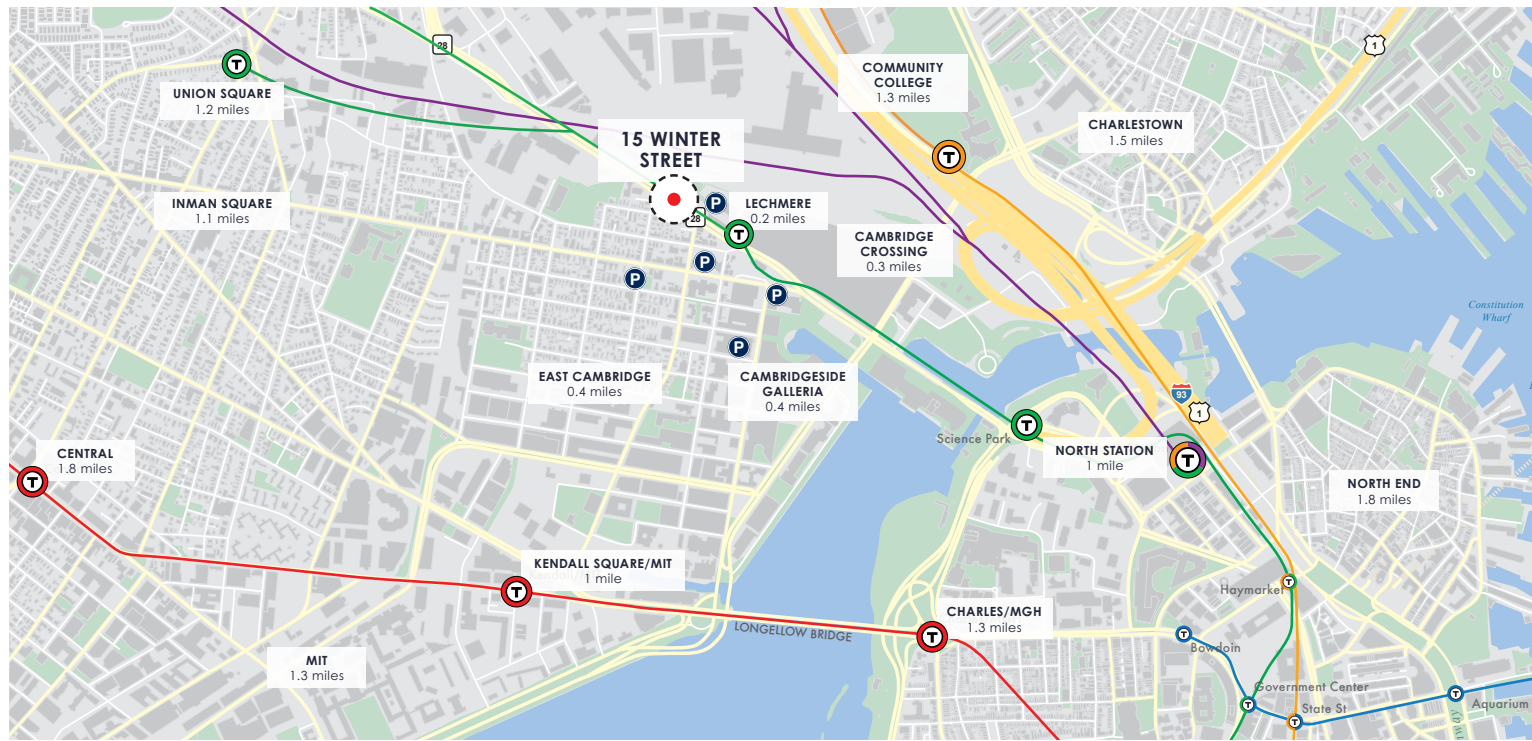 28
1
COMMUNITY
COLLEGE
1.3 miles
UNION SQUARE
1.2 miles
CHARLESTOWN
1.5 miles
15 WINTER
STREET
INMAN SQUARE
1.1 miles
P
LECHMERE
0.2 miles
28
CAMBRIDGE
CROSSING
0.3 miles
P
P
P
Constitution
Wharf
P
EAST CAMBRIDGE
0.4 miles
CAMBRIDGESIDE
GALLERIA
0.4 miles
93
1
Science Park
NORTH STATION
1 mile
CENTRAL
1.8 miles
NORTH END
1.8 miles
KENDALL SQUARE/MIT
1 mile
Haymarket
CHARLES/MGH
1.3 miles
LONGELLOW BRIDGE
Bowdoin
MIT
1.3 miles
Government Center
State St
Aquarium
T
T
T
T
T
T
T
T
T
T
T
T
T